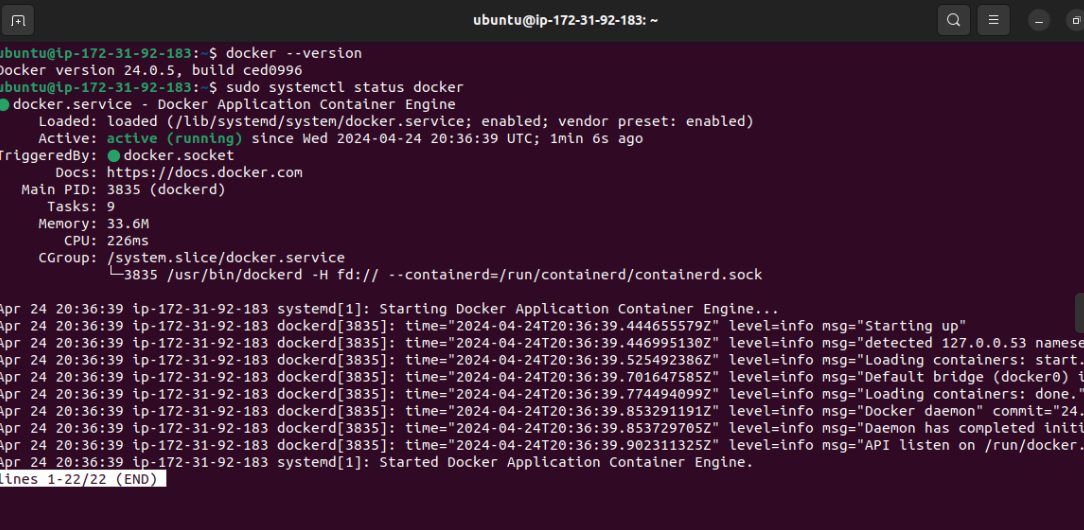 ubuntu@ip-172-31-92-183: ~
ubuntu@ip-172-31-92-183:~$ docker --version
Docker version 24.0.5, build ced0996
ubuntu@ip-172-31-92-183:~$ sudo systemctl status docker
● docker.service - Docker Application Container Engine
Loaded: loaded (/lib/systemd/system/docker.service; enabled; vendor preset: enabled)
Active: active (running) since Wed 2024-04-24 20:36:39 UTC; 1min 6s ago
TriggeredBy: ● docker.socket
Docs: https://docs.docker.com
Main PID: 3835 (dockerd)
Tasks: 9
Memory: 33.6M
CPU: 226ms
CGroup: /system.slice/docker.service
└─3835 /usr/bin/dockerd -H fd:// --containerd=/run/containerd/containerd.sock
Apr 24 20:36:39 ip-172-31-92-183 systemd[1]: Starting Docker Application Container Engine...
Apr 24 20:36:39 ip-172-31-92-183 dockerd[3835]: time="2024-04-24T20:36:39.444655579Z" level=info msg="Starting up"
Apr 24 20:36:39 ip-172-31-92-183 dockerd[3835]: time="2024-04-24T20:36:39.446995130Z" level=info msg="detected 127.0.0.53 namese
Apr 24 20:36:39 ip-172-31-92-183 dockerd[3835]: time="2024-04-24T20:36:39.525492386Z" level=info msg="Loading containers: start.
Apr 24 20:36:39 ip-172-31-92-183 dockerd[3835]: time="2024-04-24T20:36:39.701647585Z" level=info msg="Default bridge (docker0) i
Apr 24 20:36:39 ip-172-31-92-183 dockerd[3835]: time="2024-04-24T20:36:39.774494099Z" level=info msg="Loading containers: done."
Apr 24 20:36:39 ip-172-31-92-183 dockerd[3835]: time="2024-04-24T20:36:39.853291191Z" level=info msg="Docker daemon" commit="24.
Apr 24 20:36:39 ip-172-31-92-183 dockerd[3835]: time="2024-04-24T20:36:39.853729705Z" level=info msg="Daemon has completed initi
Apr 24 20:36:39 ip-172-31-92-183 dockerd[3835]: time="2024-04-24T20:36:39.902311325Z" level=info msg="API listen on /run/docker.
Apr 24 20:36:39 ip-172-31-92-183 systemd[1]: Started Docker Application Container Engine.
lines 1-22/22 (END)